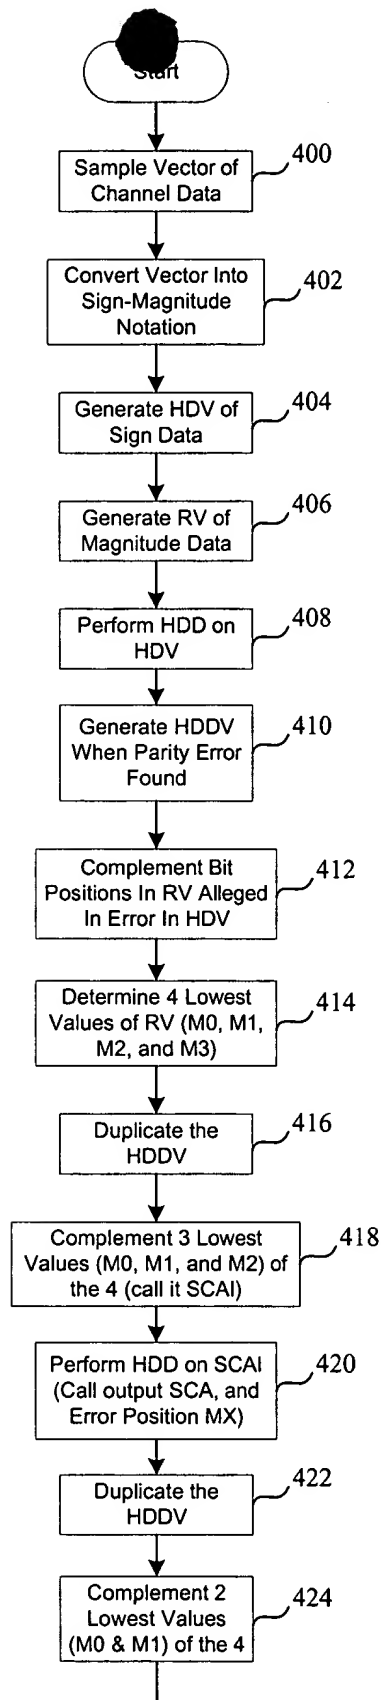 Start
Sample Vector of
Channel Data
400
Convert Vector Into
Sign-Magnitude
Notation
402
Generate HDV of
Sign Data
404
Generate RV of
Magnitude Data
406
Perform HDD on
HDV
408
Generate HDDV
When Parity Error
Found
410
Complement Bit
Positions In RV Alleged
In Error In HDV
412
Determine 4 Lowest
Values of RV (M0, M1,
M2, and M3)
414
Duplicate the
HDDV
416
Complement 3 Lowest
Values (M0, M1, and M2) of
the 4 (call it SCAI)
418
Perform HDD on SCAI
(Call output SCA, and
Error Position MX)
420
Duplicate the
HDDV
422
Complement 2
Lowest Values
(M0 & M1) of the 4
424